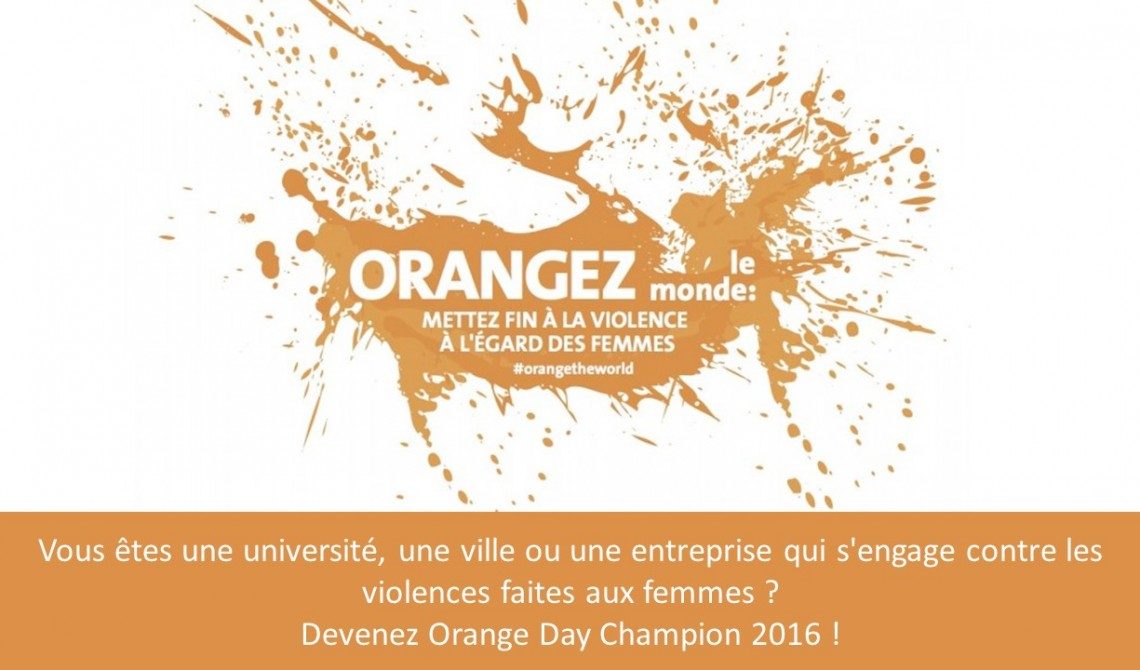 ORANGEZ le monde:
METTEZ FIN À LA VIOLENCE
À L'ÉGARD DES FEMMES
#orangetheworld
Vous êtes une université, une ville ou une entreprise qui s'engage contre les
violences faites aux femmes ?
Devenez Orange Day Champion 2016 !